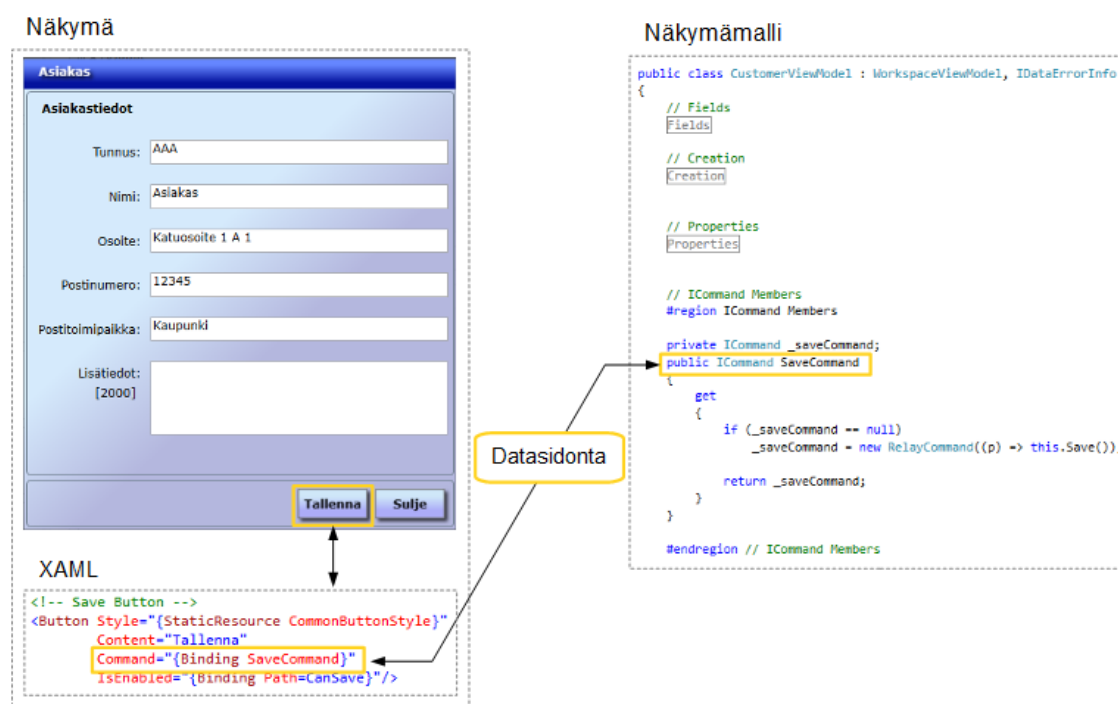 Näkymä
Asiakas
Asiakastiedot
Tunnus: AAA
Nimi: Asiakas
Osoite: Katuosoite 1 A 1
Postinumero: 12345
Postitoimipaikka: Kaupunki
Lisätiedot:
[2000]
Tallenna Sulje
XAML
<!-- Save Button -->
<Button Style="{StaticResource CommonButtonStyle}"
Content="Tallenna"
Command="{Binding SaveCommand}"
IsEnabled="{Binding Path=CanSave}"/>
Datasidonta
Näkymämalli
public class CustomerViewModel : WorkspaceViewModel, IDataErrorInfo
{
// Fields
Fields
// Creation
Creation
// Properties
Properties
// ICommand Members
#region ICommand Members
private ICommand _saveCommand;
public ICommand SaveCommand
{
get
{
if (_saveCommand == null)
_saveCommand = new RelayCommand((p) => this.Save())
return _saveCommand;
}
}
#endregion // ICommand Members